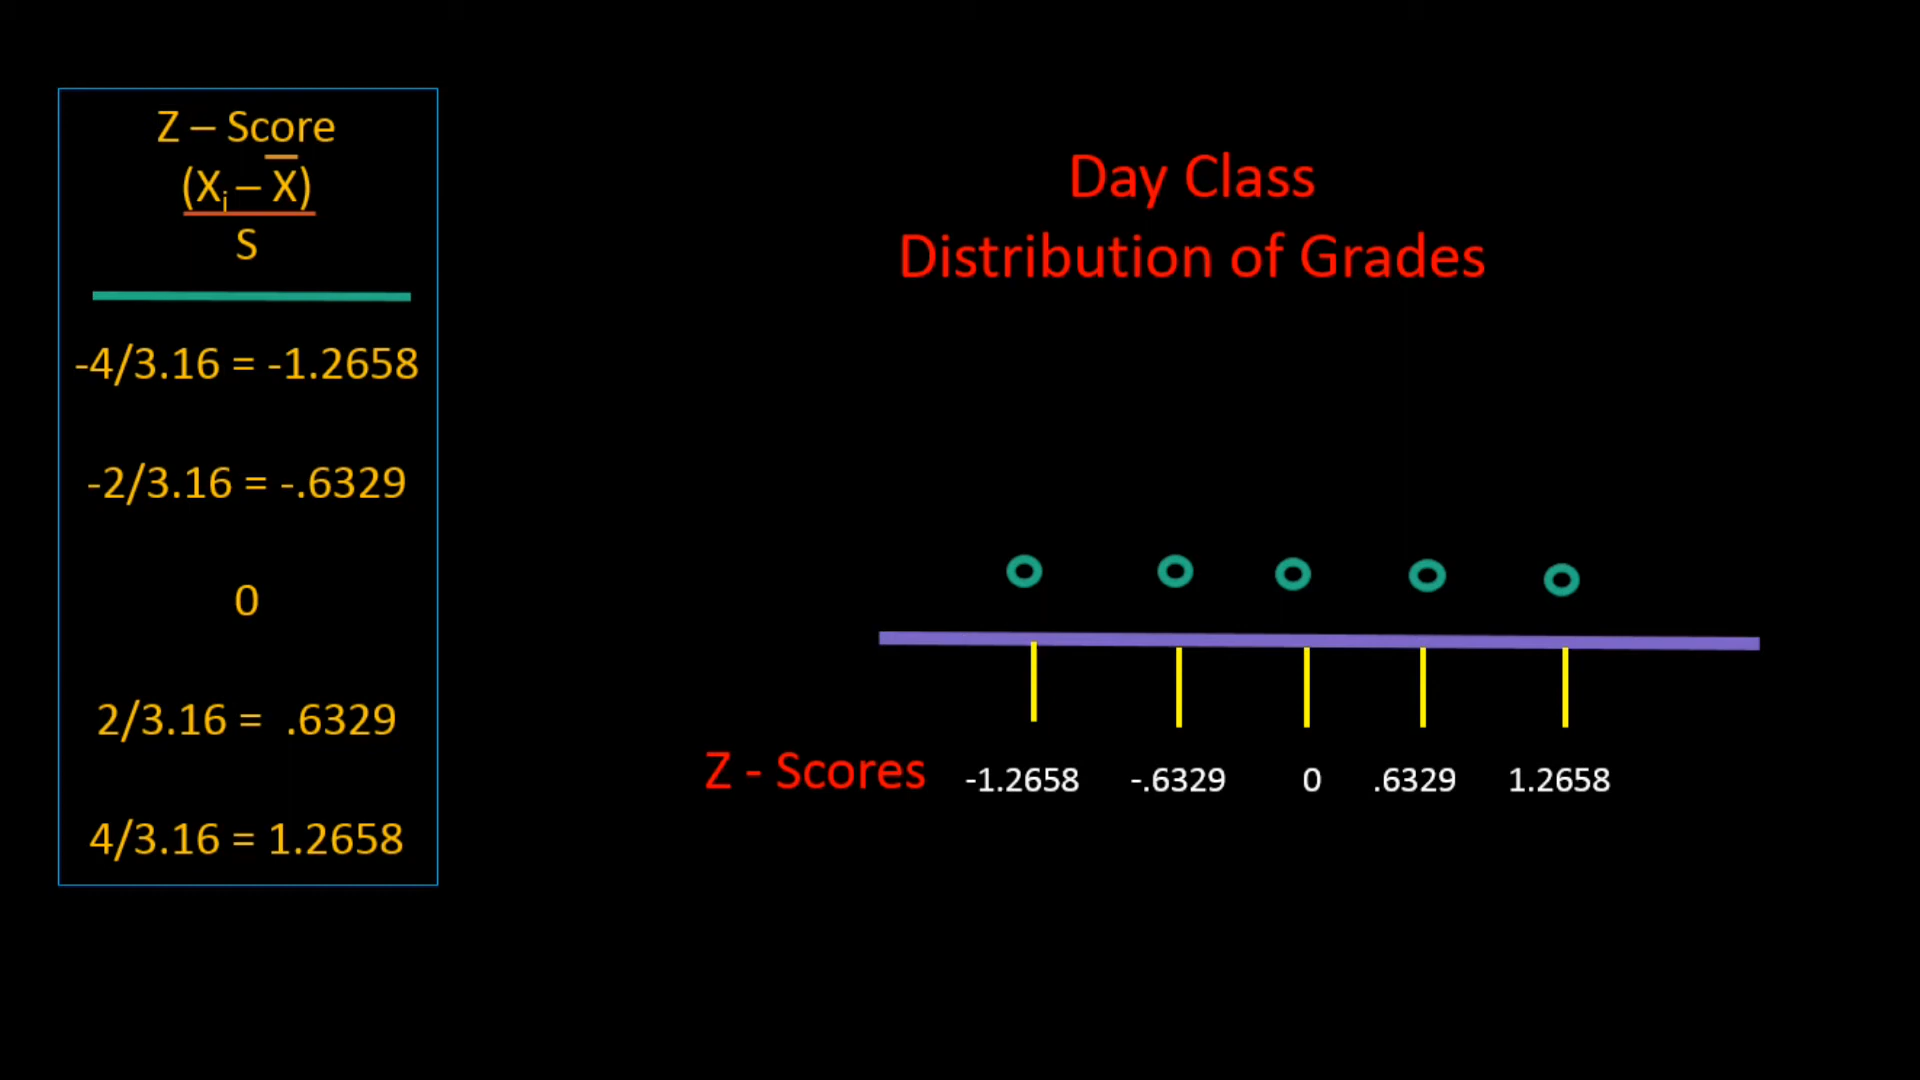 Z – Score
(Xᵢ – X̅)
S
-4/3.16 = -1.2658
-2/3.16 = -.6329
0
2/3.16 = .6329
4/3.16 = 1.2658
Day Class
Distribution of Grades
Z - Scores -1.2658 -.6329 0 .6329 1.2658